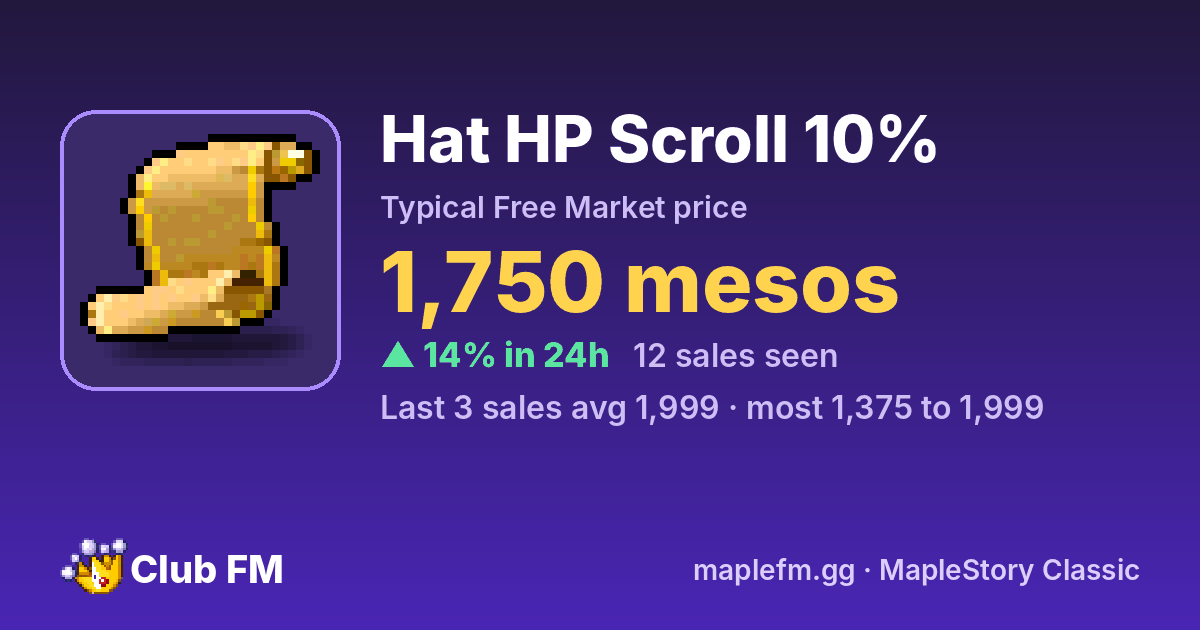 Hat HP Scroll 10%
Typical Free Market price
1,750 mesos
▲ 14% in 24h 12 sales seen
Last 3 sales avg 1,999 · most 1,375 to 1,999
Club FM
maplefm.gg · MapleStory Classic